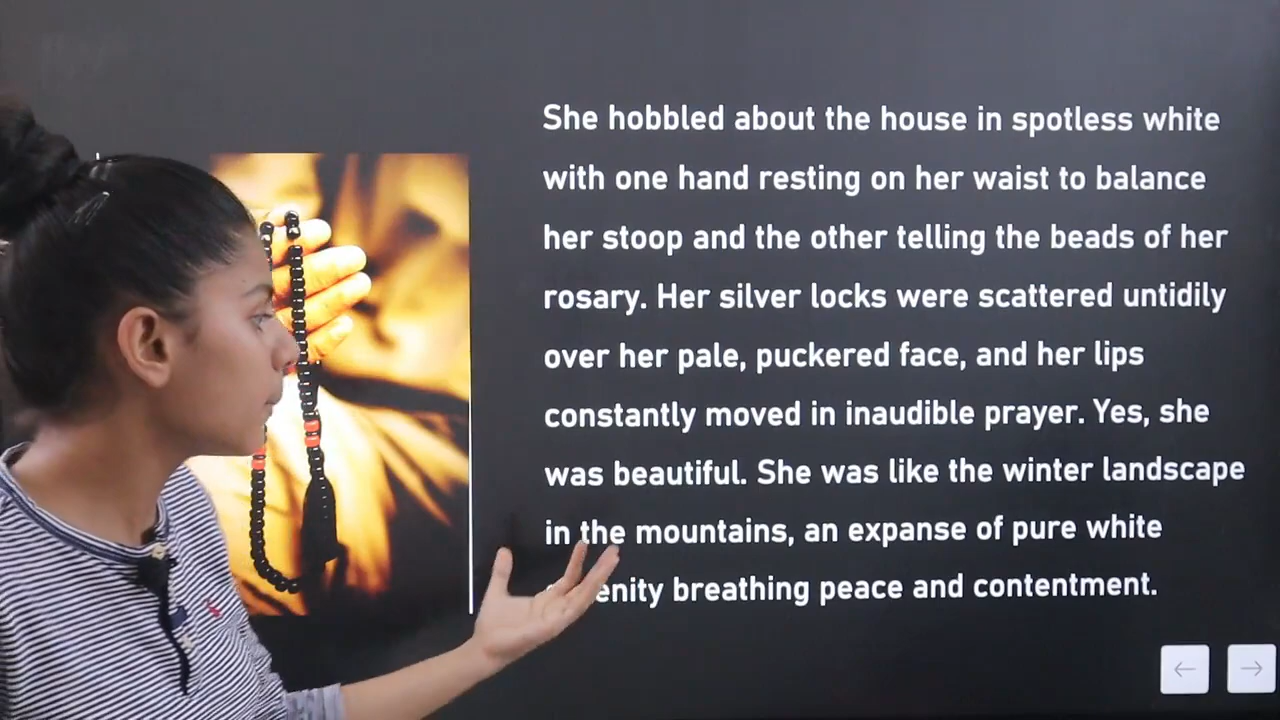 She hobbled about the house in spotless white
with one hand resting on her waist to balance
her stoop and the other telling the beads of her
rosary. Her silver locks were scattered untidily
over her pale, puckered face, and her lips
constantly moved in inaudible prayer. Yes, she
was beautiful. She was like the winter landscape
in the mountains, an expanse of pure white
breathing peace and contentment.